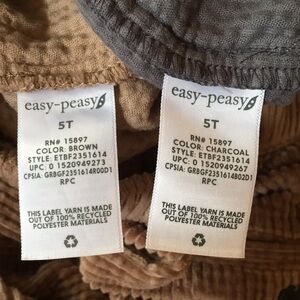 easy-peasy
5T
RN# 15897
COLOR: BROWN
STYLE: ETBF2351614
UPC: 0 1520949273
CPSIA: GRBGF2351614R00D1
RPC
THIS LABEL YARN IS MADE
OUT OF 100% RECYCLED
POLYESTER MATERIALS
easy-peasy
5T
RN# 15897
COLOR: CHARCOAL
STYLE: ETBF2351614
UPC: 0 1520949267
CPSIA: GRBGF2351614B02D1
RPC
THIS LABEL YARN IS MADE
OUT OF 100% RECYCLED
POLYESTER MATERIALS